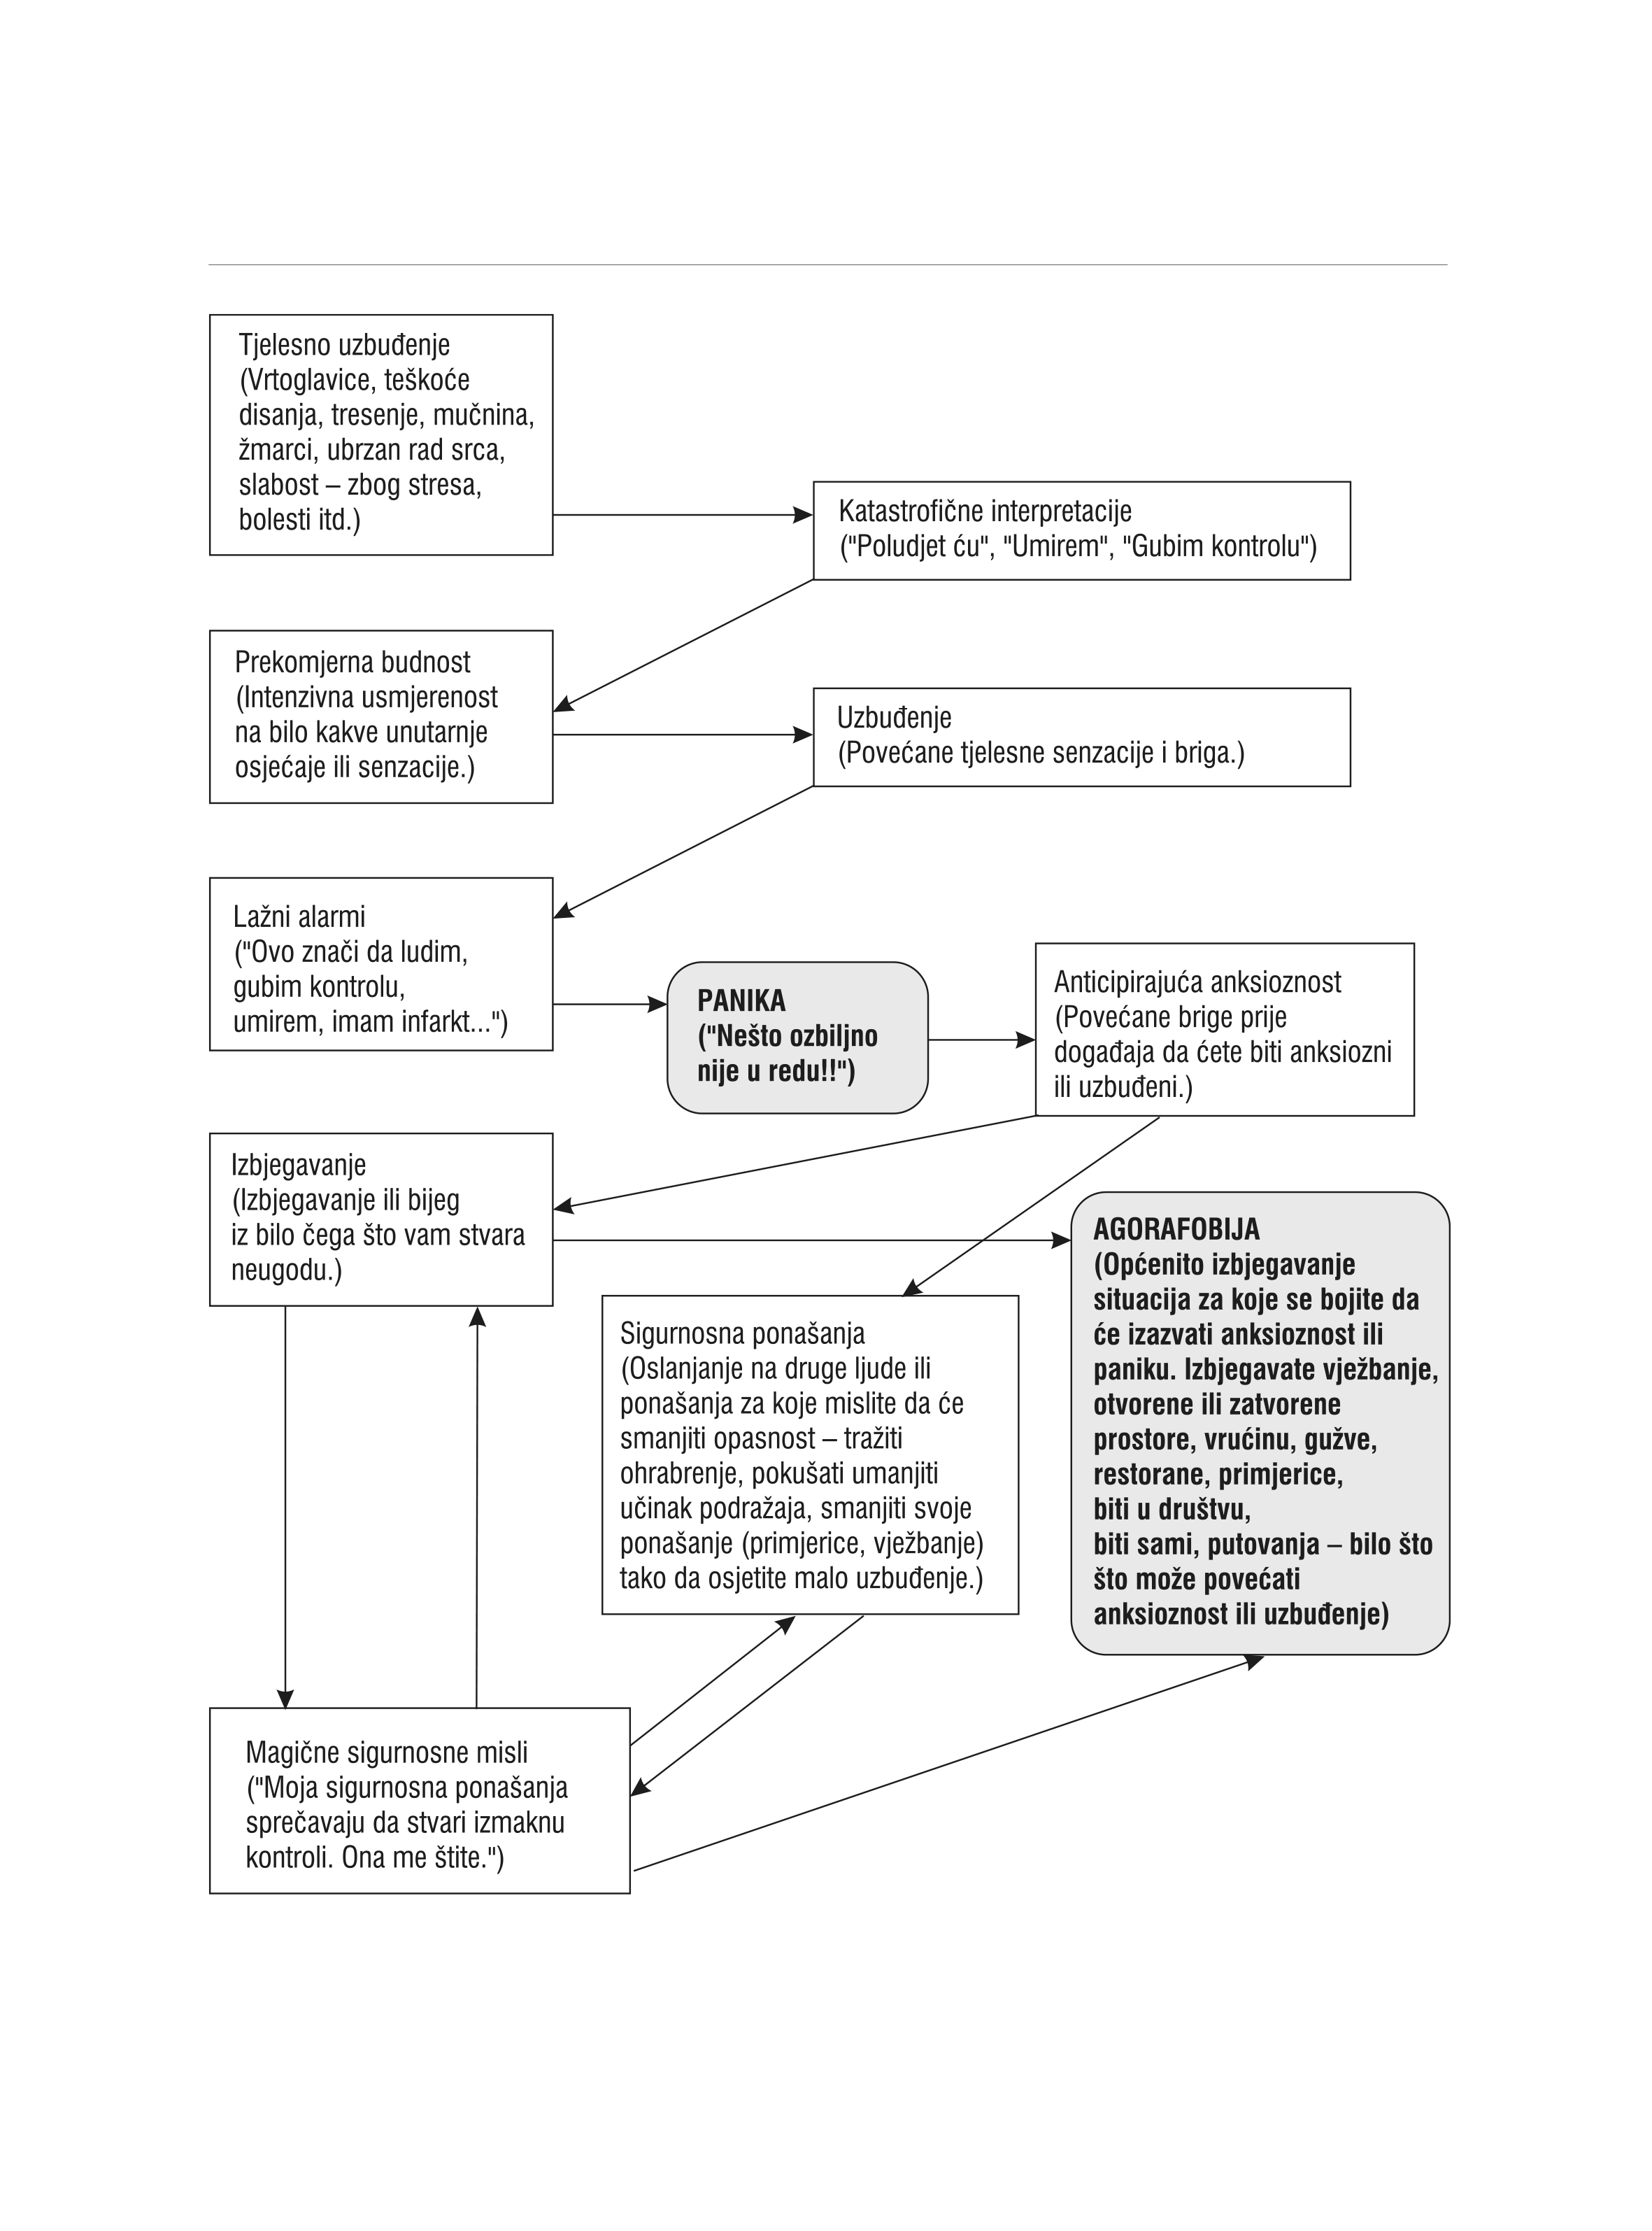 Tjelesno uzbuđenje
(Vrtoglavice, teškoće
disanja, tresenje, mučnina,
žmarci, ubrzan rad srca,
slabost – zbog stresa,
bolesti itd.)
Katastrofične interpretacije
("Poludjet ću", "Umirem", "Gubim kontrolu")
Prekomjerna budnost
(Intenzivna usmjerenost
na bilo kakve unutarnje
osjećaje ili senzacije.)
Uzbuđenje
(Povećane tjelesne senzacije i briga.)
Lažni alarmi
("Ovo znači da ludim,
gubim kontrolu,
umirem, imam infarkt...")
PANIKA
("Nešto ozbiljno
nije u redu!!")
Anticipirajuća anksioznost
(Povećane brige prije
događaja da ćete biti anksiozni
ili uzbuđeni.)
Izbjegavanje
(Izbjegavanje ili bijeg
iz bilo čega što vam stvara
neugodu.)
AGORAFOBIJA
(Općenito izbjegavanje
situacija za koje se bojite da
će izazvati anksioznost ili
paniku. Izbjegavate vježbanje,
otvorene ili zatvorene
prostore, vrućinu, gužve,
restorane, primjerice,
biti u društvu,
biti sami, putovanja – bilo što
što može povećati
anksioznost ili uzbuđenje)
Sigurnosna ponašanja
(Oslanjanje na druge ljude ili
ponašanja za koje mislite da će
smanjiti opasnost – tražiti
ohrabrenje, pokušati umanjiti
učinak podražaja, smanjiti svoje
ponašanje (primjerice, vježbanje)
tako da osjetite malo uzbuđenje.)
Magične sigurnosne misli
("Moja sigurnosna ponašanja
sprečavaju da stvari izmaknu
kontroli. Ona me štite.")